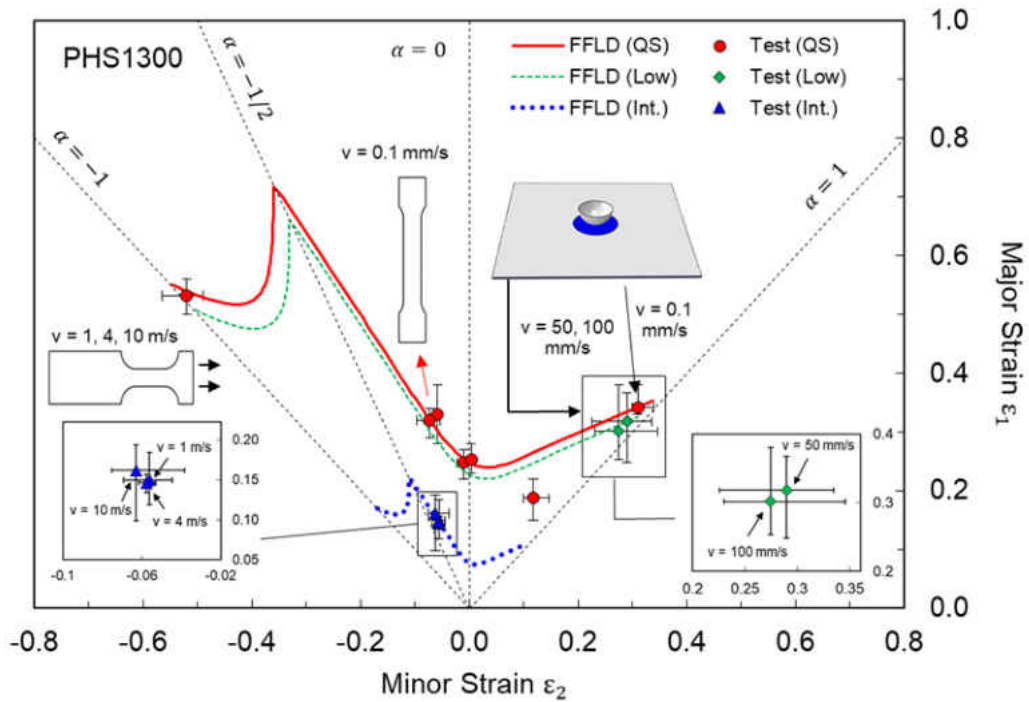 PHS1300
α = −1/2
α = 0
α = −1
α = 1
FFLD (QS)
FFLD (Low)
FFLD (Int.)
Test (QS)
Test (Low)
Test (Int.)
v = 0.1 mm/s
v = 50, 100
mm/s
v = 0.1
mm/s
v = 1, 4, 10 m/s
v = 1 m/s
v =
10 m/s
v = 4 m/s
0.20
0.15
0.10
0.05
-0.1
-0.06
-0.02
v = 50 mm/s
v = 100 mm/s
0.4
0.3
0.2
0.2
0.25
0.3
0.35
1.0
0.8
0.6
0.4
0.2
0.0
Major Strain ε1
-0.8
-0.6
-0.4
-0.2
0.0
0.2
0.4
0.6
0.8
Minor Strain ε2